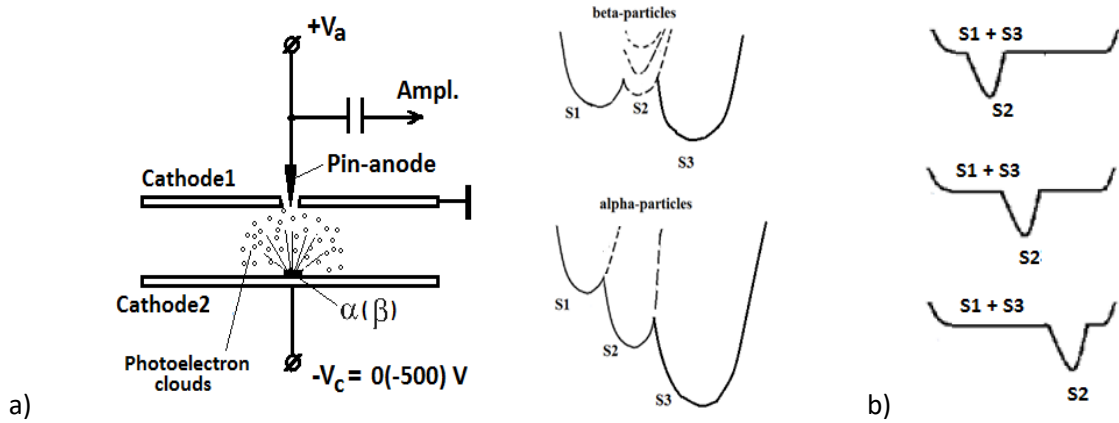 +Va
Ampl.
Pin-anode
Cathode1
Cathode2
α(β)
Photoelectron
clouds
-Vc = 0(-500) V
a)
beta-particles
S1
S2
S3
alpha-particles
S1
S2
S3
S1 + S3
S2
S1 + S3
S2
S1 + S3
S2
b)